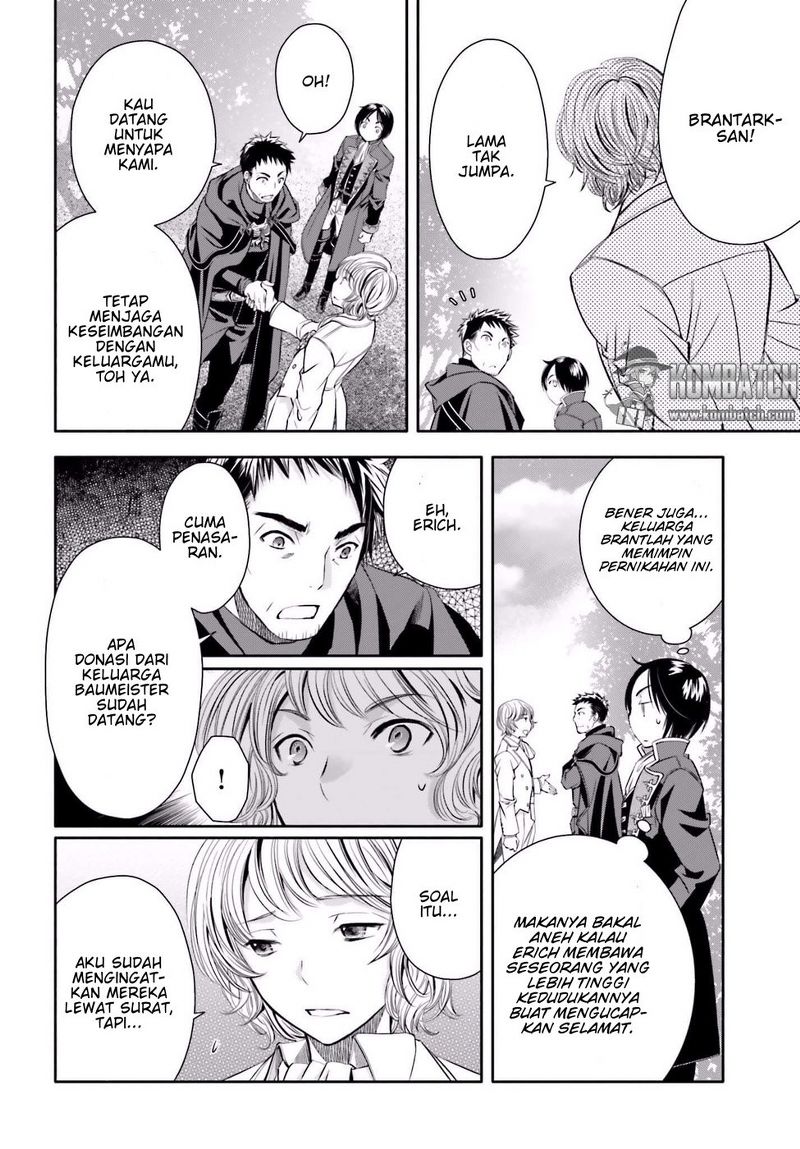 BRANTARK-
SAN!
LAMA
TAK
JUMPA.
KOMBATCH
www.kombatch.com
OH!
KAU
DATANG
UNTUK
MENYAPA
KAMI.
TETAP
MENJAGA
KESEIMBANGAN
DENGAN
KELUARGAMU,
TOH YA.
BENER JUGA...
KELUARGA
BRANTLAH YANG
MEMIMPIN
PERNIKAHAN INI.
MAKANYA BAKAL
ANEH KALAU
ERICH MEMBAWA
SESEORANG YANG
LEBIH TINGGI
KEDUDUKANNYA
BUAT MENGUCAP-
KAN SELAMAT.
EH,
ERICH.
CUMA
PENASA-
RAN.
APA
DONASI DARI
KELUARGA
BAUMEISTER
SUDAH
DATANG?
!
SOAL
ITU...
AKU SUDAH
MENGINGAT-
KAN MEREKA
LEWAT SURAT,
TAPI...